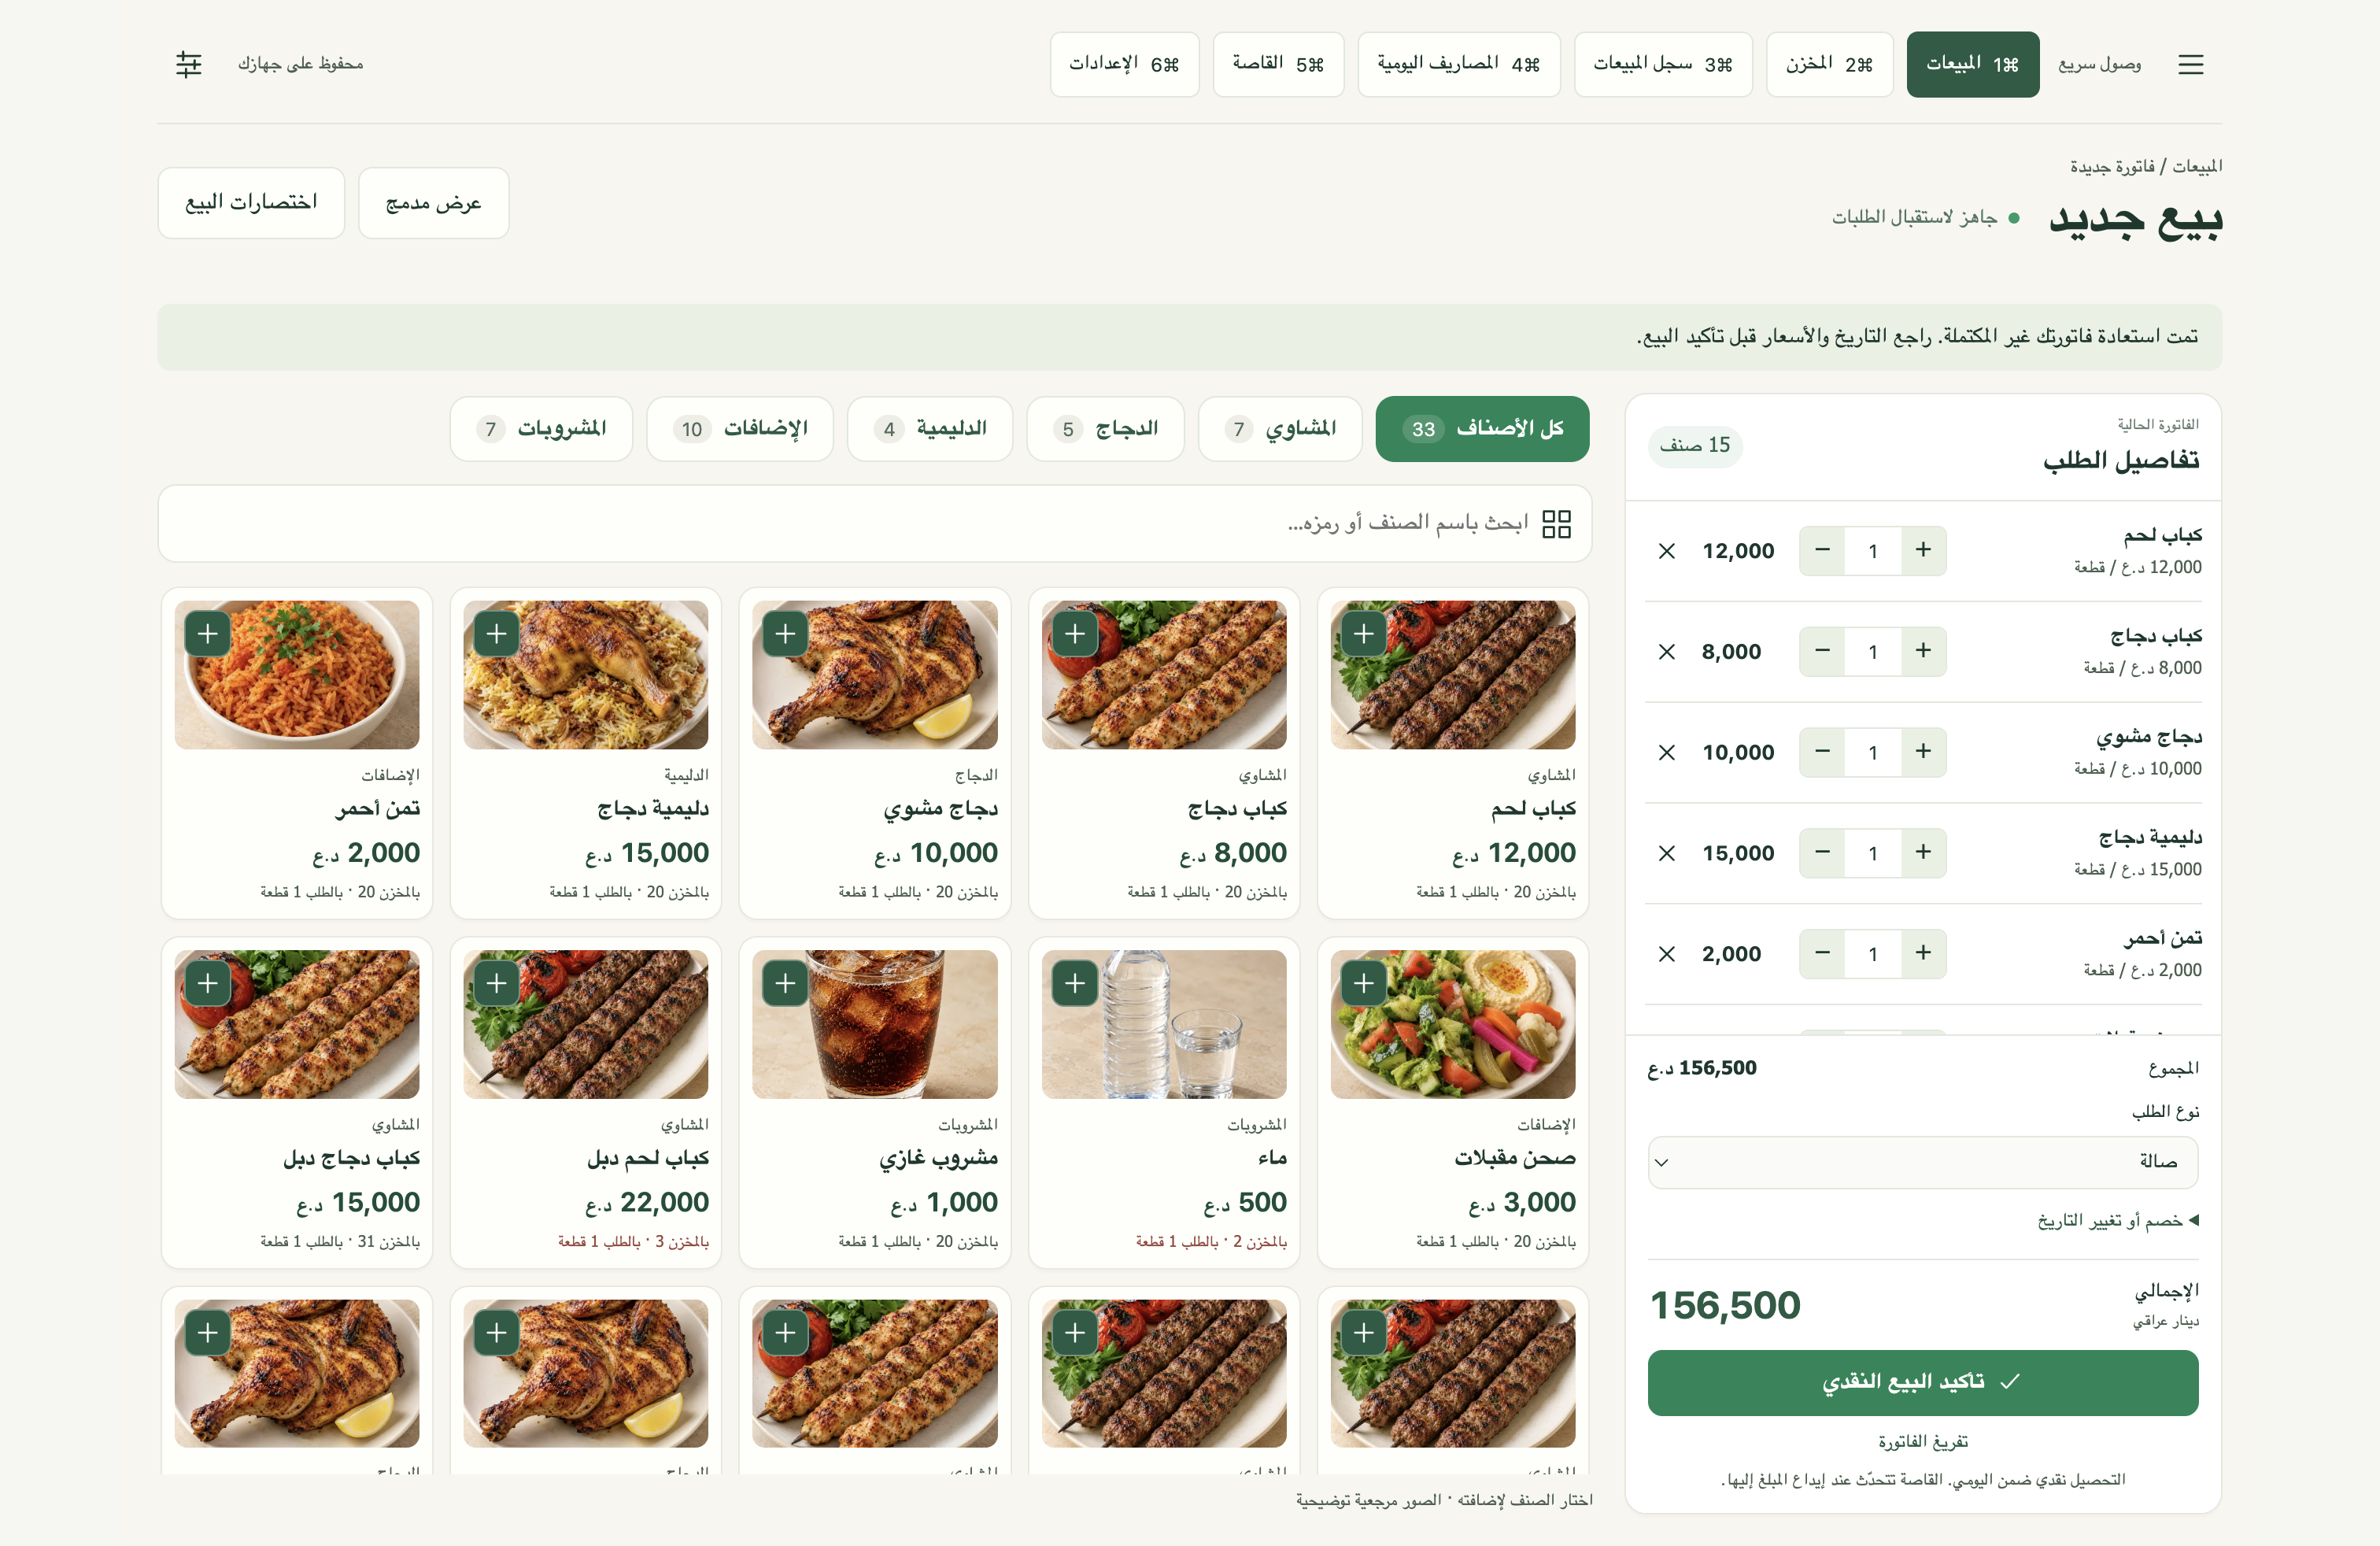 وصول سريع
⌘1 المبيعات
⌘2 المخزن
⌘3 سجل المبيعات
⌘4 المصاريف اليومية
⌘5 القاصة
⌘6 الإعدادات
محفوظ على جهازك
المبيعات / فاتورة جديدة
بيع جديد
جاهز لاستقبال الطلبات
عرض مدمج
اختصارات البيع
تمت استعادة فاتورتك غير المكتملة. راجع التاريخ والأسعار قبل تأكيد البيع.
الفاتورة الحالية
تفاصيل الطلب
15 صنف
كباب لحم
12,000 د.ع / قطعة
+ 1 −
12,000
كباب دجاج
8,000 د.ع / قطعة
+ 1 −
8,000
دجاج مشوي
10,000 د.ع / قطعة
+ 1 −
10,000
دليمية دجاج
15,000 د.ع / قطعة
+ 1 −
15,000
تمن أحمر
2,000 د.ع / قطعة
+ 1 −
2,000
المجموع
156,500 د.ع
نوع الطلب
صالة
خصم أو تغيير التاريخ
الإجمالي
دينار عراقي
156,500
تأكيد البيع النقدي
تفريغ الفاتورة
التحصيل نقدي ضمن اليومي. القاصة تتحدّث عند إيداع المبلغ إليها.
كل الأصناف 33
المشاوي 7
الدجاج 5
الدليمية 4
الإضافات 10
المشروبات 7
ابحث باسم الصنف أو رمزه...
المشاوي
كباب لحم
12,000 د.ع
بالمخزن 20 · بالطلب 1 قطعة
المشاوي
كباب دجاج
8,000 د.ع
بالمخزن 20 · بالطلب 1 قطعة
الدجاج
دجاج مشوي
10,000 د.ع
بالمخزن 20 · بالطلب 1 قطعة
الدليمية
دليمية دجاج
15,000 د.ع
بالمخزن 20 · بالطلب 1 قطعة
الإضافات
تمن أحمر
2,000 د.ع
بالمخزن 20 · بالطلب 1 قطعة
الإضافات
صحن مقبلات
3,000 د.ع
بالمخزن 20 · بالطلب 1 قطعة
المشروبات
ماء
500 د.ع
بالمخزن 2 · بالطلب 1 قطعة
المشروبات
مشروب غازي
1,000 د.ع
بالمخزن 20 · بالطلب 1 قطعة
المشاوي
كباب لحم دبل
22,000 د.ع
بالمخزن 3 · بالطلب 1 قطعة
المشاوي
كباب دجاج دبل
15,000 د.ع
بالمخزن 31 · بالطلب 1 قطعة
المشاوي
المشاوي
المشاوي
الدجاج
الدجاج
اختار الصنف لإضافته · الصور مرجعية توضيحية